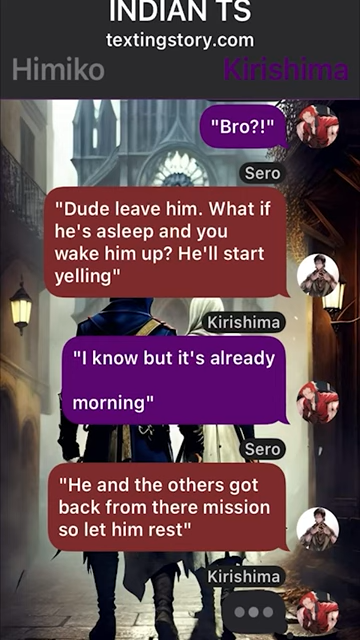 INDIAN TS
textingstory.com
Himiko Kirishima
"Bro?!"
Sero
"Dude leave him. What if
he's asleep and you
wake him up? He'll start
yelling"
Kirishima
"I know but it's already
morning"
Sero
"He and the others got
back from there mission
so let him rest"
Kirishima